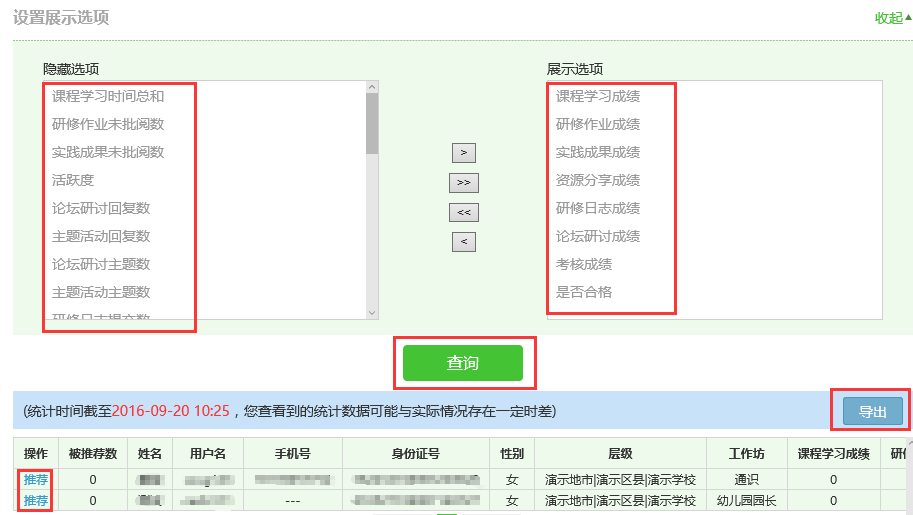 设置展示选项 收起
隐藏选项 展示选项
课程学习时间总和 课程学习成绩
研修作业未批阅数 研修作业成绩
实践成果未批阅数 > 实践成果成绩
活跃度 >> 资源分享成绩
论坛研讨回复数 << 研修日志成绩
主题活动回复数 < 论坛研讨成绩
论坛研讨主题数 考核成绩
主题活动主题数 是否合格
研修日志提交数
查询
(统计时间截至2016-09-20 10:25，您查看到的统计数据可能与实际情况存在一定时差) 导出
操作 被推荐数 姓名 用户名 手机号 身份证号 性别 层级 工作坊 课程学习成绩 研修
推荐 0 女 演示地市|演示区县|演示学校 通识 0
推荐 0 --- 女 演示地市|演示区县|演示学校 幼儿园园长 0